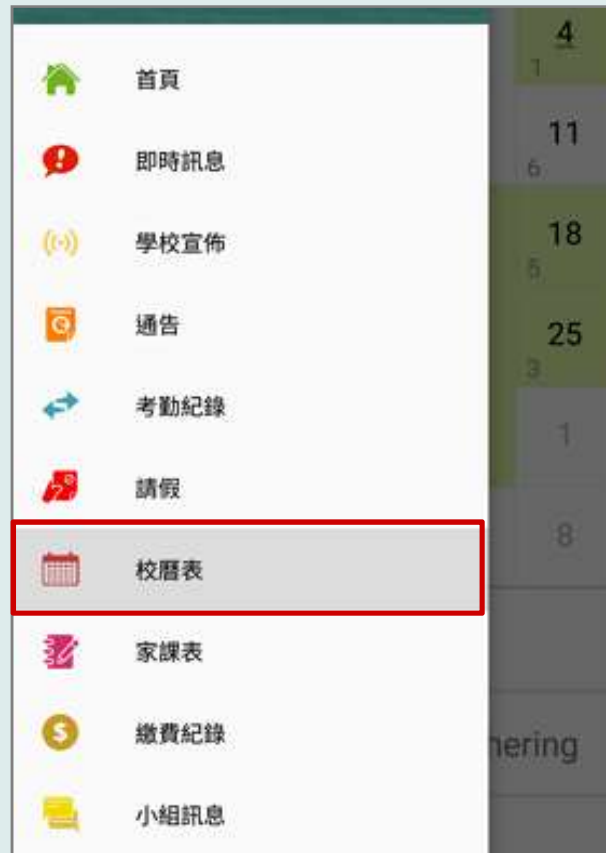 首頁
即時訊息
學校宣佈
通告
考勤紀錄
請假
校曆表
家課表
繳費紀錄
小組訊息
4
1
11
6
18
5
25
3
1
8
hering